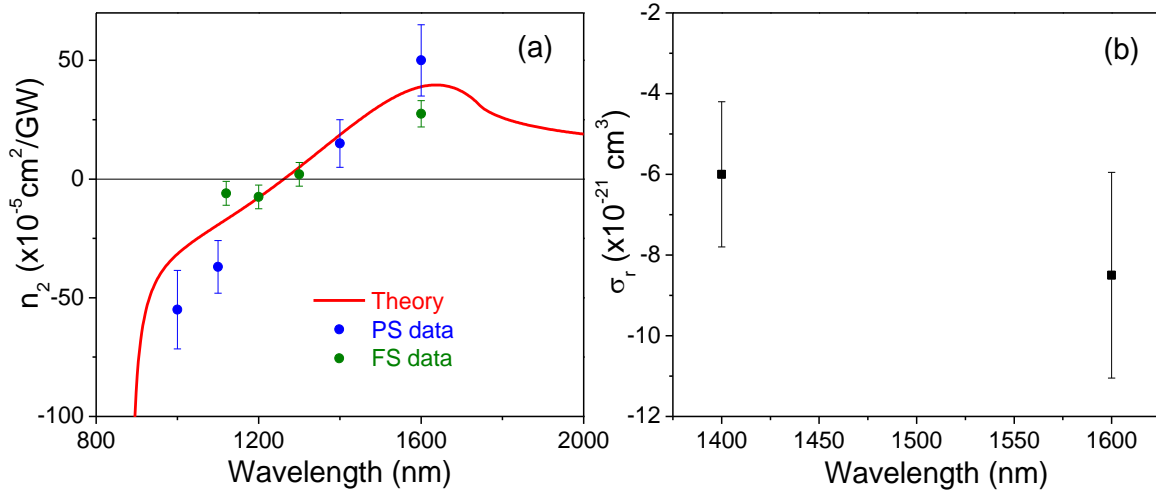 (a)
n₂ (x10⁻⁵cm²/GW)
50
0
-50
-100
800
1200
1600
2000
Wavelength (nm)
Theory
PS data
FS data
(b)
σᵣ (x10⁻²¹ cm³)
-2
-4
-6
-8
-10
-12
1400
1450
1500
1550
1600
Wavelength (nm)